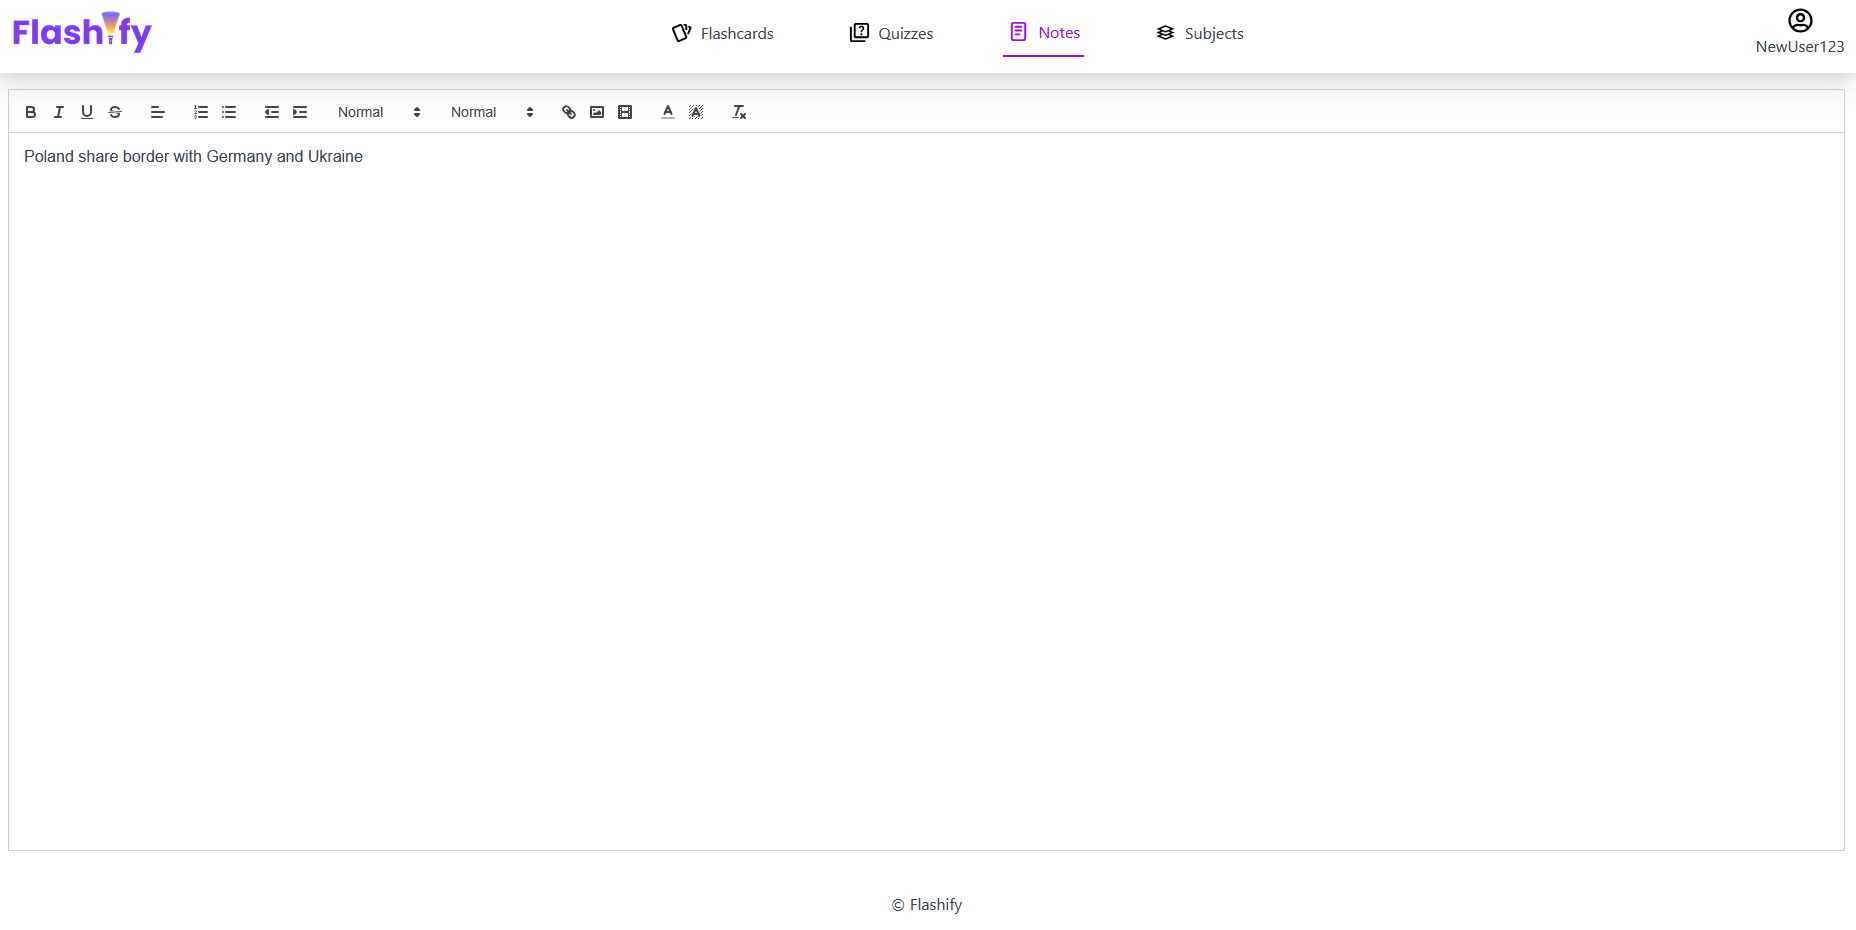 Flashify
Flashcards
Quizzes
Notes
Subjects
NewUser123
Normal
Normal
Poland share border with Germany and Ukraine
© Flashify